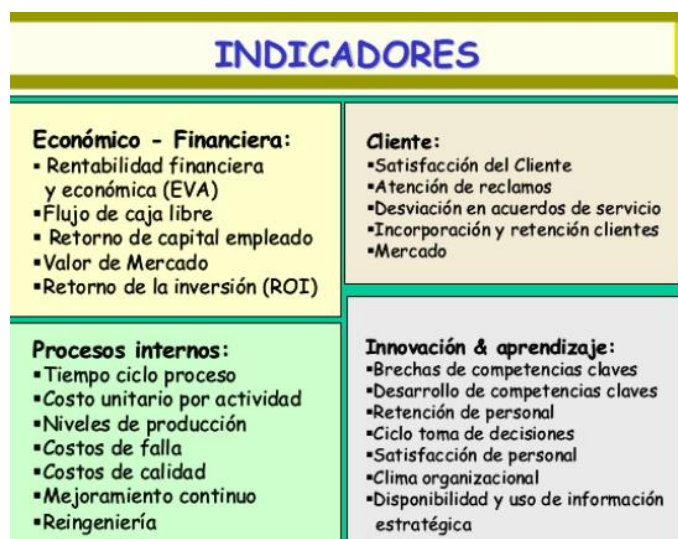 INDICADORES
Económico - Financiera:
▪ Rentabilidad financiera
y económica (EVA)
▪Flujo de caja libre
▪ Retorno de capital empleado
▪Valor de Mercado
▪Retorno de la inversión (ROI)
Cliente:
▪Satisfacción del Cliente
▪Atención de reclamos
▪Desviación en acuerdos de servicio
▪Incorporación y retención clientes
▪Mercado
Procesos internos:
▪Tiempo ciclo proceso
▪Costo unitario por actividad
▪Niveles de producción
▪Costos de falla
▪Costos de calidad
▪Mejoramiento continuo
▪Reingeniería
Innovación & aprendizaje:
▪Brechas de competencias claves
▪Desarrollo de competencias claves
▪Retención de personal
▪Ciclo toma de decisiones
▪Satisfacción de personal
▪Clima organizacional
▪Disponibilidad y uso de información
estratégica